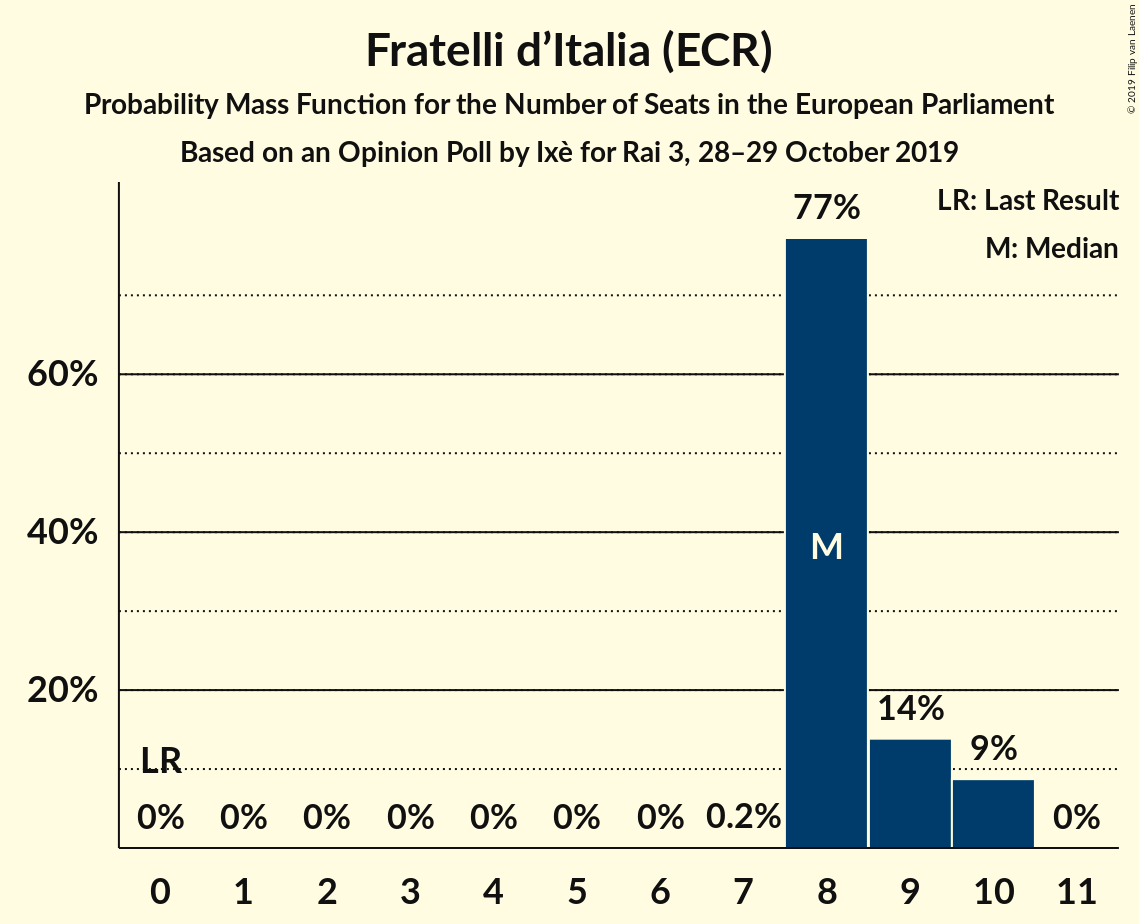 Fratelli d’Italia (ECR)
Probability Mass Function for the Number of Seats in the European Parliament
Based on an Opinion Poll by Ixè for Rai 3, 28–29 October 2019
© 2019 Filip van Laenen
LR: Last Result
M: Median
77%
60%
40%
M
20%
14%
9%
LR
0% 0% 0% 0% 0% 0% 0% 0.2% 0%
0 1 2 3 4 5 6 7 8 9 10 11